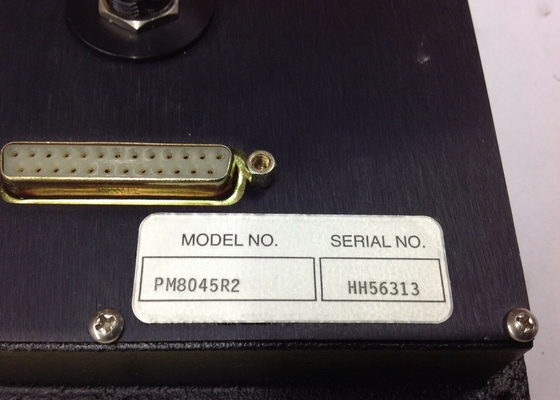 MODEL NO. SERIAL NO.
PM8045R2 HH56313